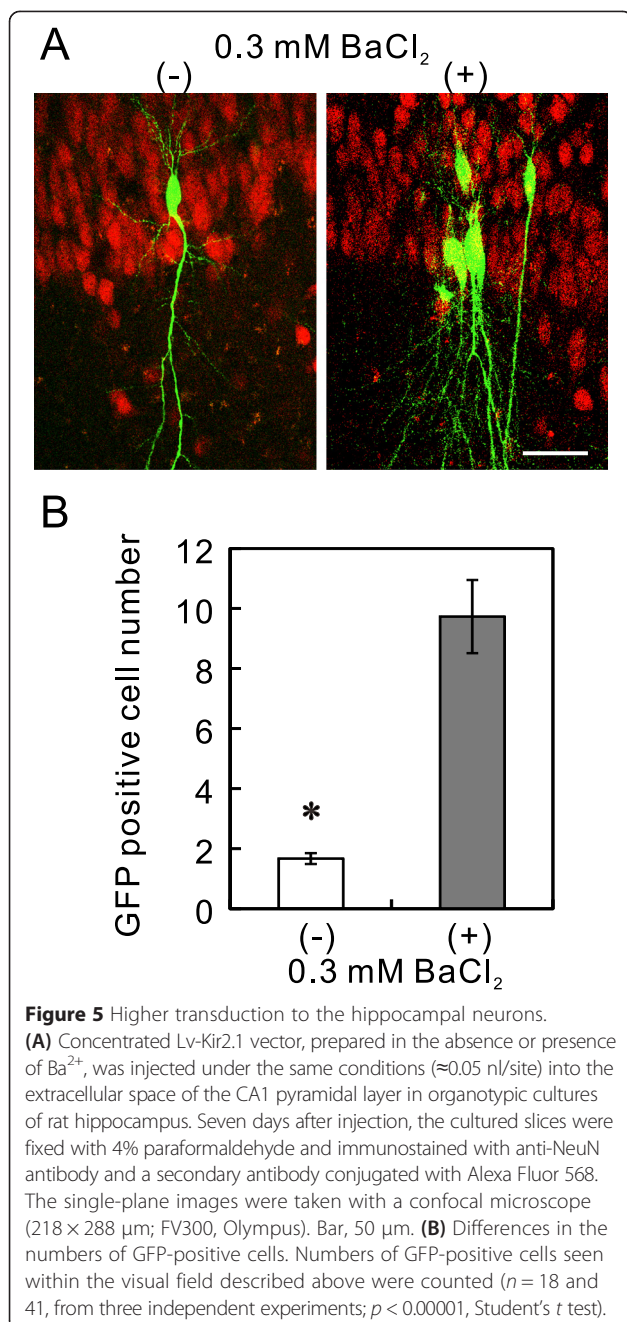 A
0.3 mM BaCl₂
(-) (+)
B
GFP positive cell number
12
10
8
6
4
2
0
*
(-) (+)
0.3 mM BaCl₂
Figure 5 Higher transduction to the hippocampal neurons.
(A) Concentrated Lv-Kir2.1 vector, prepared in the absence or presence
of Ba²⁺, was injected under the same conditions (≈0.05 nl/site) into the
extracellular space of the CA1 pyramidal layer in organotypic cultures
of rat hippocampus. Seven days after injection, the cultured slices were
fixed with 4% paraformaldehyde and immunostained with anti-NeuN
antibody and a secondary antibody conjugated with Alexa Fluor 568.
The single-plane images were taken with a confocal microscope
(218 × 288 μm; FV300, Olympus). Bar, 50 μm. (B) Differences in the
numbers of GFP-positive cells. Numbers of GFP-positive cells seen
within the visual field described above were counted (n = 18 and
41, from three independent experiments; p < 0.00001, Student's t test).